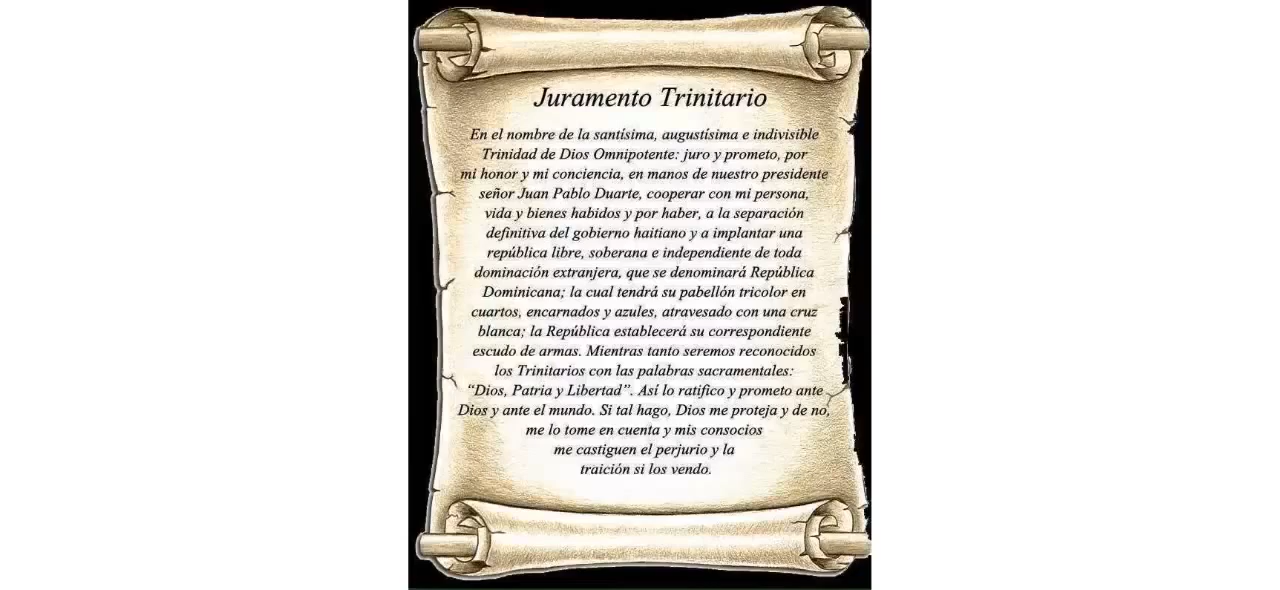 Juramento Trinitario
En el nombre de la santísima, augustísima e indivisible
Trinidad de Dios Omnipotente: juro y prometo, por
mi honor y mi conciencia, en manos de nuestro presidente
señor Juan Pablo Duarte, cooperar con mi persona,
vida y bienes habidos y por haber, a la separación
definitiva del gobierno haitiano y a implantar una
república libre, soberana e independiente de toda
dominación extranjera, que se denominará República
Dominicana; la cual tendrá su pabellón tricolor en
cuartos, encarnados y azules, atravesado con una cruz
blanca; la República establecerá su correspondiente
escudo de armas. Mientras tanto seremos reconocidos
los Trinitarios con las palabras sacramentales:
“Dios, Patria y Libertad”. Así lo ratifico y prometo ante
Dios y ante el mundo. Si tal hago, Dios me proteja y de no,
me lo tome en cuenta y mis consocios
me castiguen el perjurio y la
traición si los vendo.